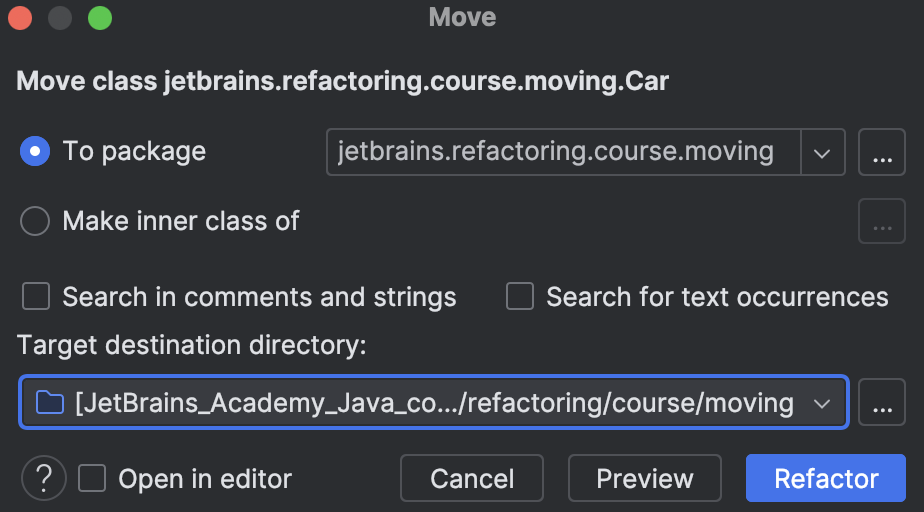 Move
Move class jetbrains.refactoring.course.moving.Car
To package jetbrains.refactoring.course.moving ...
Make inner class of ...
Search in comments and strings Search for text occurrences
Target destination directory:
[JetBrains_Academy_Java_co.../refactoring/course/moving ...
? Open in editor Cancel Preview Refactor